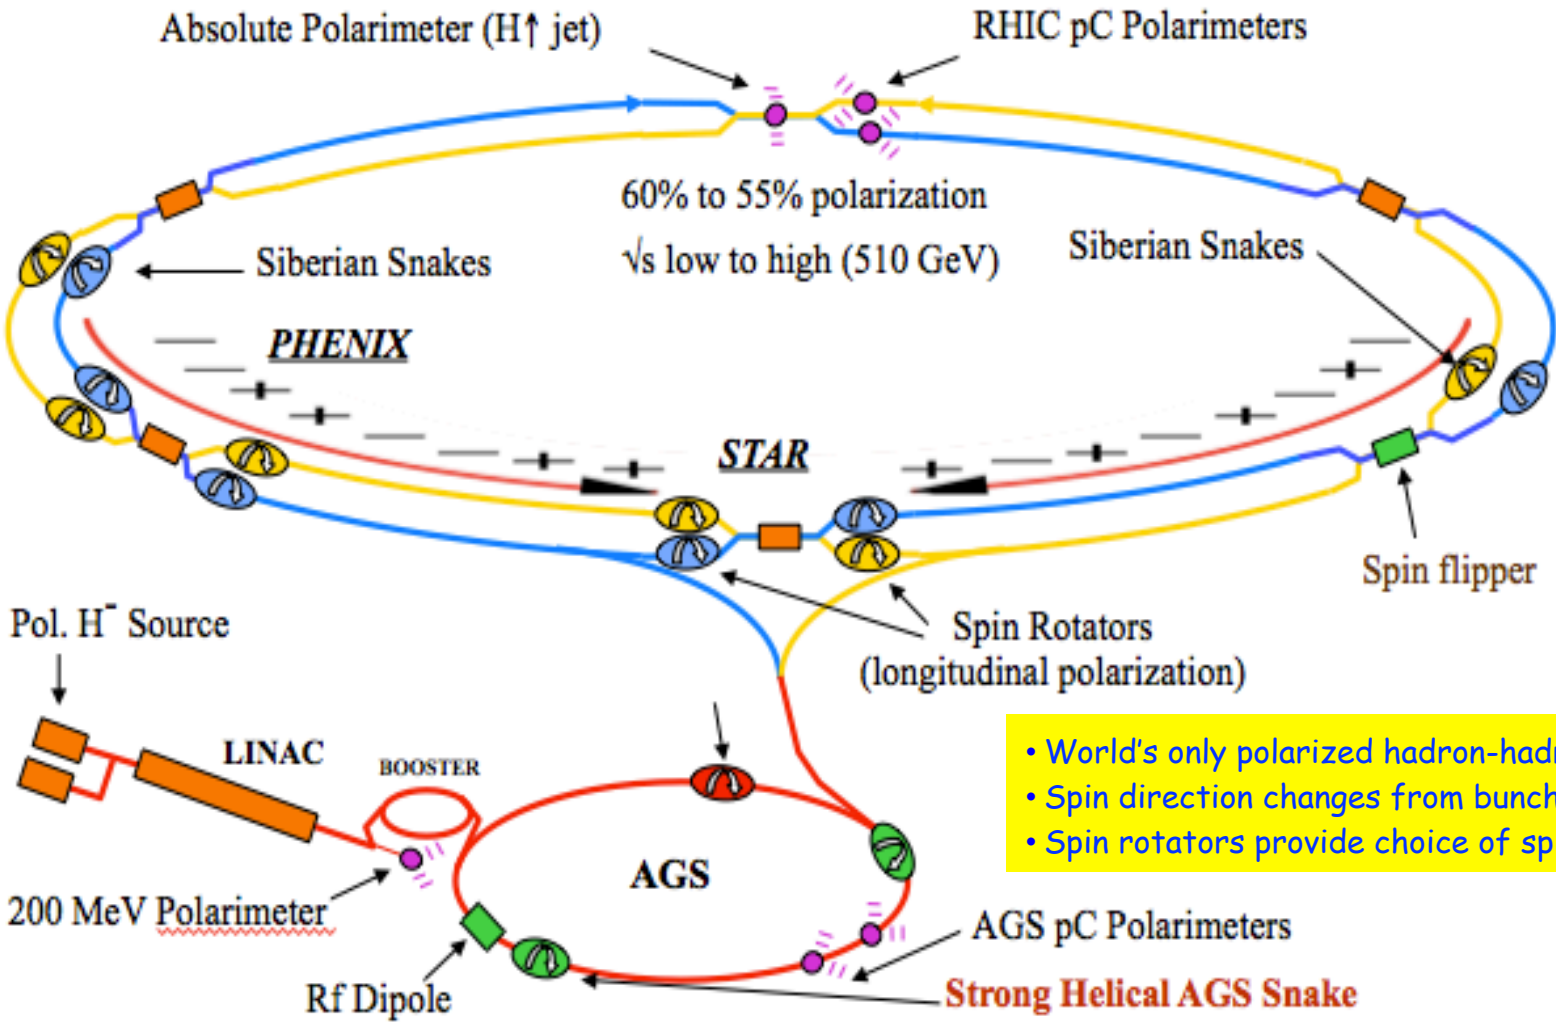 Absolute Polarimeter (H↑ jet)
RHIC pC Polarimeters
60% to 55% polarization
√s low to high (510 GeV)
Siberian Snakes
Siberian Snakes
PHENIX
STAR
Spin flipper
Pol. H⁻ Source
Spin Rotators
(longitudinal polarization)
LINAC
BOOSTER
• World's only polarized hadron-hadr
• Spin direction changes from bunch
• Spin rotators provide choice of sp
AGS
200 MeV Polarimeter
AGS pC Polarimeters
Rf Dipole
Strong Helical AGS Snake